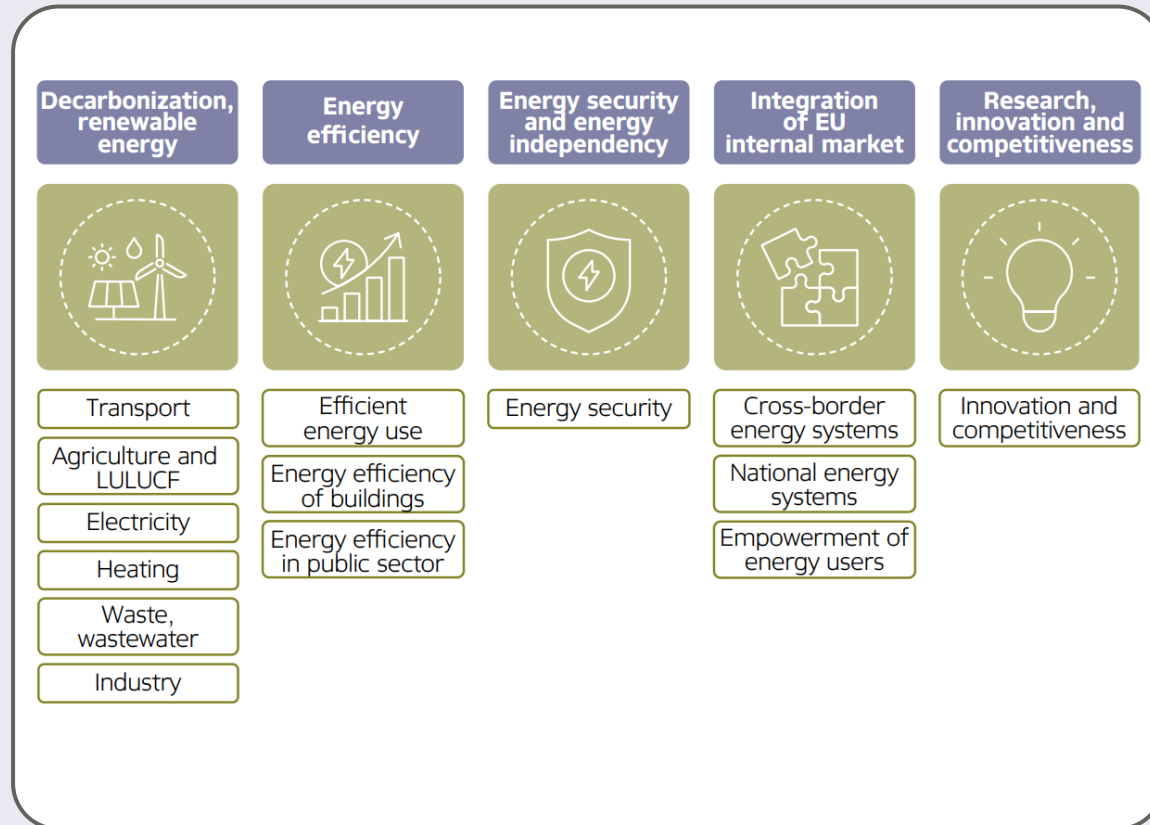 Decarbonization,
renewable
energy
Energy
efficiency
Energy security
and energy
independency
Integration
of EU
internal market
Research,
innovation and
competitiveness
Transport
Agriculture and
LULUCF
Electricity
Heating
Waste,
wastewater
Industry
Efficient
energy use
Energy efficiency
of buildings
Energy efficiency
in public sector
Energy security
Cross-border
energy systems
National energy
systems
Empowerment of
energy users
Innovation and
competitiveness